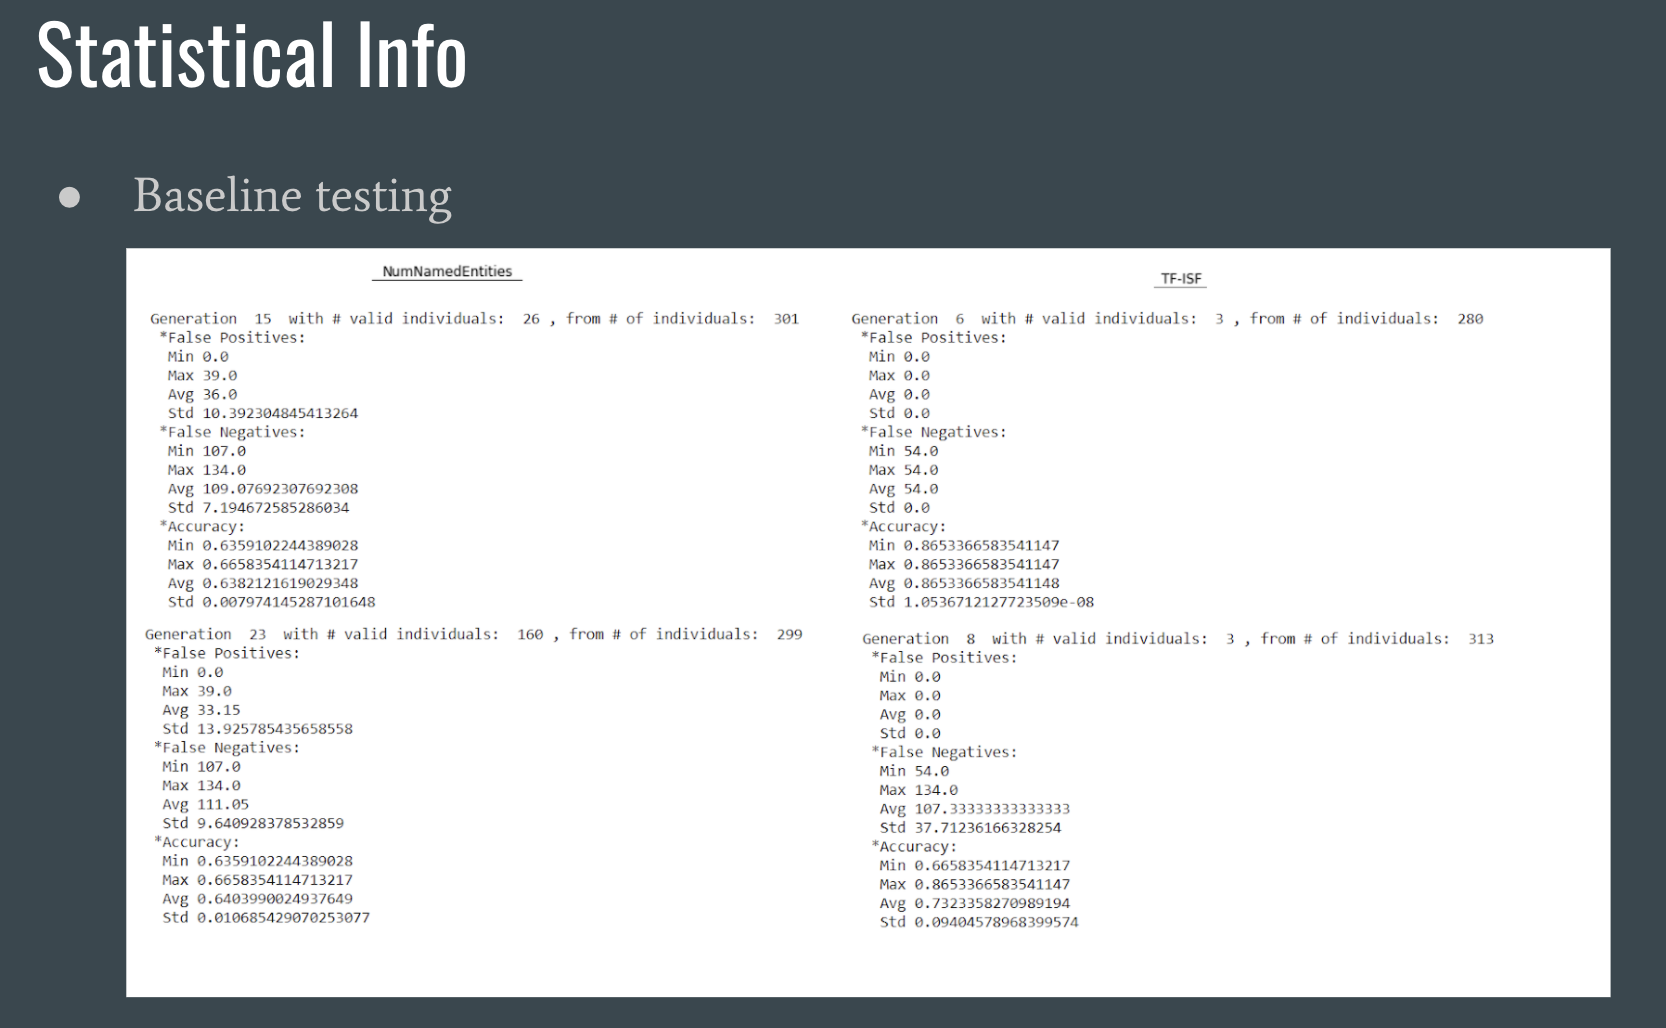 Statistical Info
● Baseline testing
NumNamedEntities
Generation 15 with # valid individuals: 26 , from # of individuals: 301
*False Positives:
Min 0.0
Max 39.0
Avg 36.0
Std 10.392304845413264
*False Negatives:
Min 107.0
Max 134.0
Avg 109.07692307692308
Std 7.194672585286034
*Accuracy:
Min 0.6359102244389028
Max 0.6658354114713217
Avg 0.6382121619029348
Std 0.007974145287101648
Generation 23 with # valid individuals: 160 , from # of individuals: 299
*False Positives:
Min 0.0
Max 39.0
Avg 33.15
Std 13.925785435658558
*False Negatives:
Min 107.0
Max 134.0
Avg 111.05
Std 9.640928378532859
*Accuracy:
Min 0.6359102244389028
Max 0.6658354114713217
Avg 0.6403990024937649
Std 0.010685429070253077
TF-ISF
Generation 6 with # valid individuals: 3 , from # of individuals: 280
*False Positives:
Min 0.0
Max 0.0
Avg 0.0
Std 0.0
*False Negatives:
Min 54.0
Max 54.0
Avg 54.0
Std 0.0
*Accuracy:
Min 0.8653366583541147
Max 0.8653366583541147
Avg 0.8653366583541148
Std 1.0536712127723509e-08
Generation 8 with # valid individuals: 3 , from # of individuals: 313
*False Positives:
Min 0.0
Max 0.0
Avg 0.0
Std 0.0
*False Negatives:
Min 54.0
Max 134.0
Avg 107.33333333333333
Std 37.71236166328254
*Accuracy:
Min 0.6658354114713217
Max 0.8653366583541147
Avg 0.7323358270989194
Std 0.09404578968399574